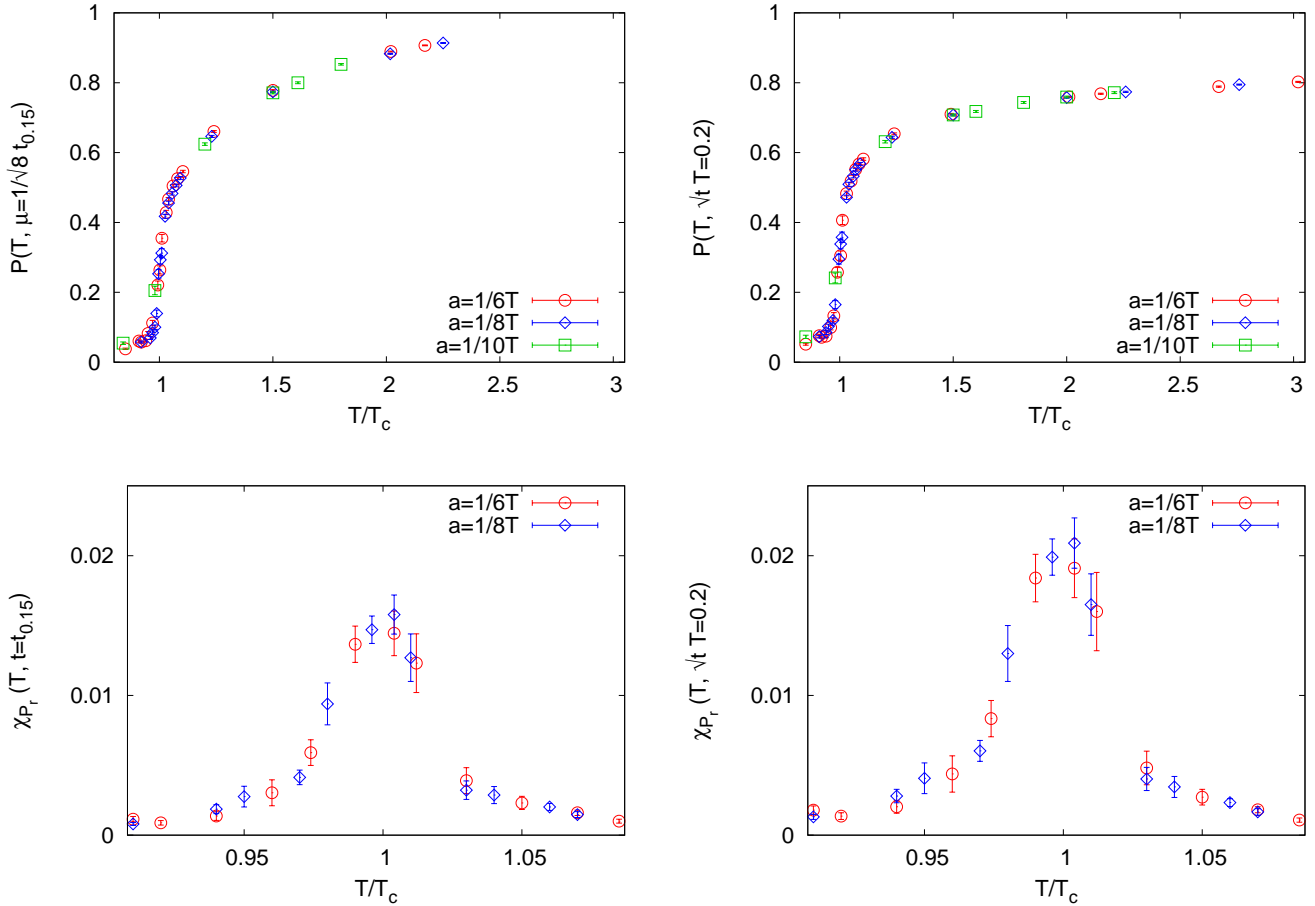 P(T, μ=1/√8 t0.15)
1
0.8
0.6
0.4
0.2
0
1
1.5
2
2.5
3
T/Tc
a=1/6T
a=1/8T
a=1/10T
P(T, √t T=0.2)
1
0.8
0.6
0.4
0.2
0
1
1.5
2
2.5
3
T/Tc
a=1/6T
a=1/8T
a=1/10T
χPr (T, t=t0.15)
0.02
0.01
0
0.95
1
1.05
T/Tc
a=1/6T
a=1/8T
χPr (T, √t T=0.2)
0.02
0.01
0
0.95
1
1.05
T/Tc
a=1/6T
a=1/8T